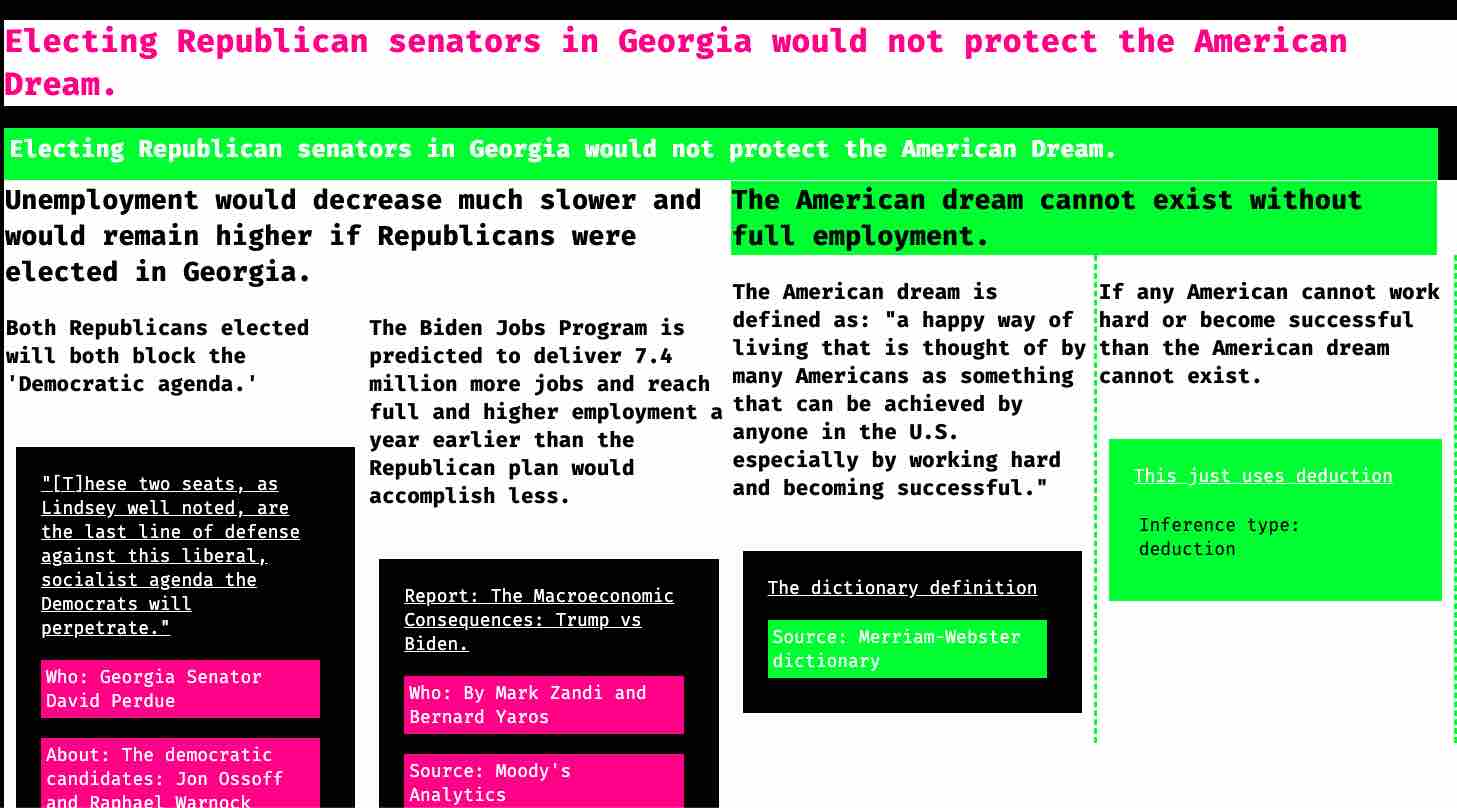 Electing Republican senators in Georgia would not protect the American
Dream.
Electing Republican senators in Georgia would not protect the American Dream.
Unemployment would decrease much slower and
would remain higher if Republicans were
elected in Georgia.
Both Republicans elected
will both block the
'Democratic agenda.'
"[T]hese two seats, as
Lindsey well noted, are
the last line of defense
against this liberal,
socialist agenda the
Democrats will
perpetrate."
Who: Georgia Senator
David Perdue
About: The democratic
candidates: Jon Ossoff
and Raphael Warnock
The Biden Jobs Program is
predicted to deliver 7.4
million more jobs and reach
full and higher employment a
year earlier than the
Republican plan would
accomplish less.
Report: The Macroeconomic
Consequences: Trump vs
Biden.
Who: By Mark Zandi and
Bernard Yaros
Source: Moody's
Analytics
The American dream cannot exist without
full employment.
The American dream is
defined as: "a happy way of
living that is thought of by
many Americans as something
that can be achieved by
anyone in the U.S.
especially by working hard
and becoming successful."
The dictionary definition
Source: Merriam-Webster
dictionary
If any American cannot work
hard or become successful
than the American dream
cannot exist.
This just uses deduction
Inference type:
deduction